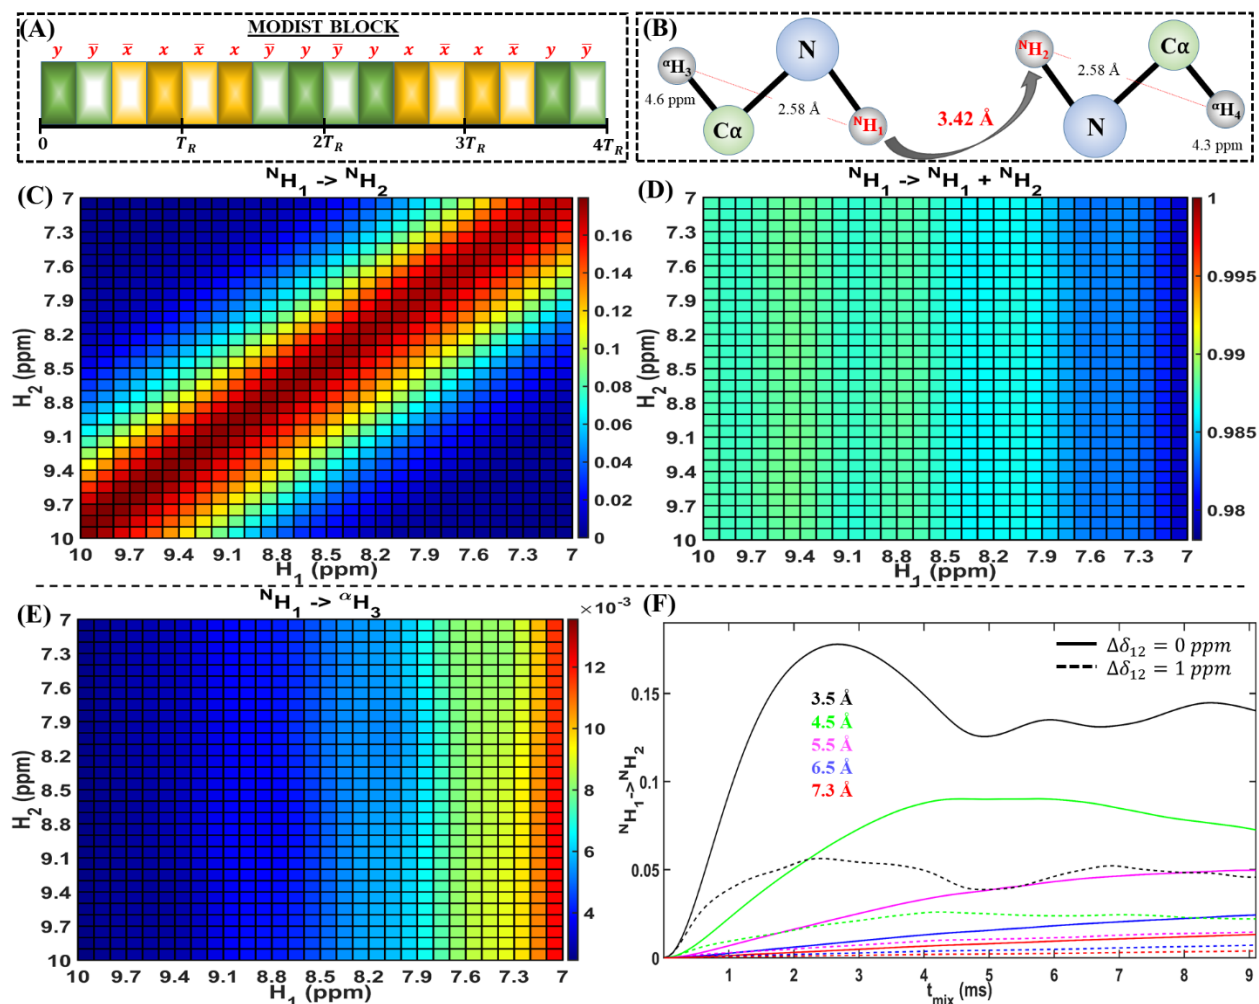 (A) MODIST BLOCK
y ȳ x̄ x x̄ x ȳ y ȳ y x x̄ x x̄ y ȳ
0 T_R 2T_R 3T_R 4T_R
(B)
ᵅH₃ N ᴺH₂ Cα
4.6 ppm 2.58 Å 2.58 Å
Cα ᴺH₁ 3.42 Å N ᵅH₄
4.3 ppm
(C) ᴺH₁ -> ᴺH₂
H₂ (ppm)
7
7.3
7.6
7.9
8.2
8.5
8.8
9.1
9.4
9.7
10
10 9.7 9.4 9.1 8.8 8.5 8.2 7.9 7.6 7.3 7
H₁ (ppm)
0.16
0.14
0.12
0.1
0.08
0.06
0.04
0.02
0
(D) ᴺH₁ -> ᴺH₁ + ᴺH₂
H₂ (ppm)
7
7.3
7.6
7.9
8.2
8.5
8.8
9.1
9.4
9.7
10
10 9.7 9.4 9.1 8.8 8.5 8.2 7.9 7.6 7.3 7
H₁ (ppm)
1
0.995
0.99
0.985
0.98
(E) ᴺH₁ -> ᵅH₃
×10⁻³
H₂ (ppm)
7
7.3
7.6
7.9
8.2
8.5
8.8
9.1
9.4
9.7
10
10 9.7 9.4 9.1 8.8 8.5 8.2 7.9 7.6 7.3 7
H₁ (ppm)
12
10
8
6
4
(F)
Δδ₁₂ = 0 ppm
Δδ₁₂ = 1 ppm
3.5 Å
4.5 Å
5.5 Å
6.5 Å
7.3 Å
ᴺH₁->ᴺH₂
0.15
0.1
0.05
0
1 2 3 4 5 6 7 8 9
t_mix (ms)